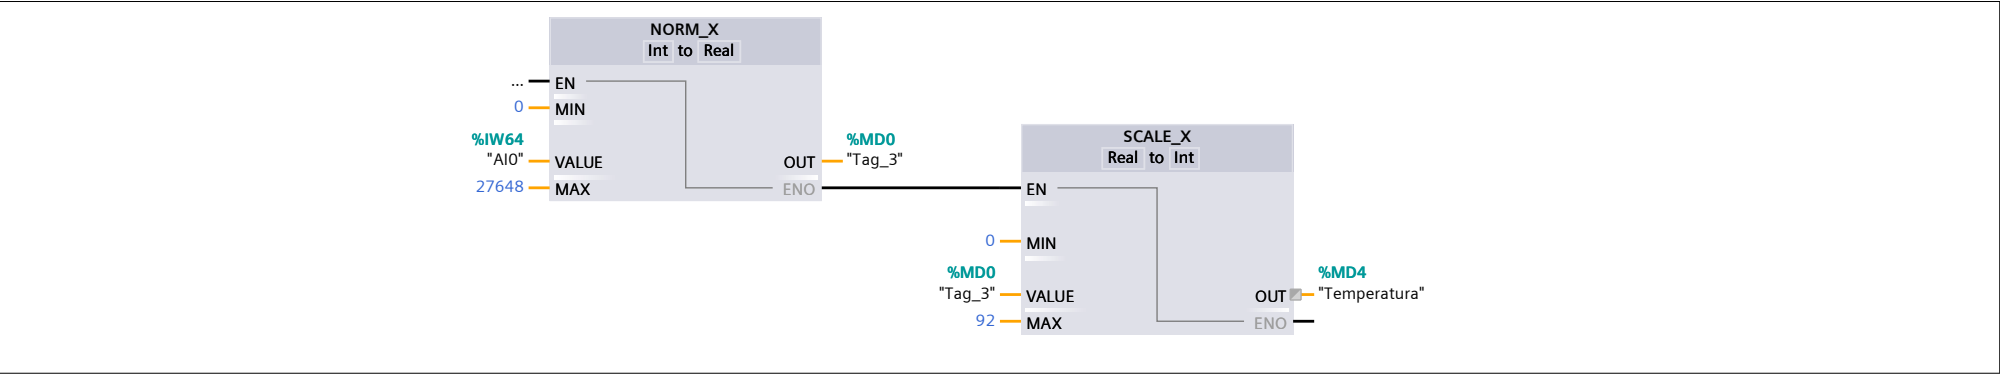 NORM_X
Int to Real
... EN
0 MIN
%IW64 %MD0
"AI0" VALUE OUT "Tag_3"
27648 MAX ENO
SCALE_X
Real to Int
EN
0 MIN
%MD0 %MD4
"Tag_3" VALUE OUT "Temperatura"
92 MAX ENO